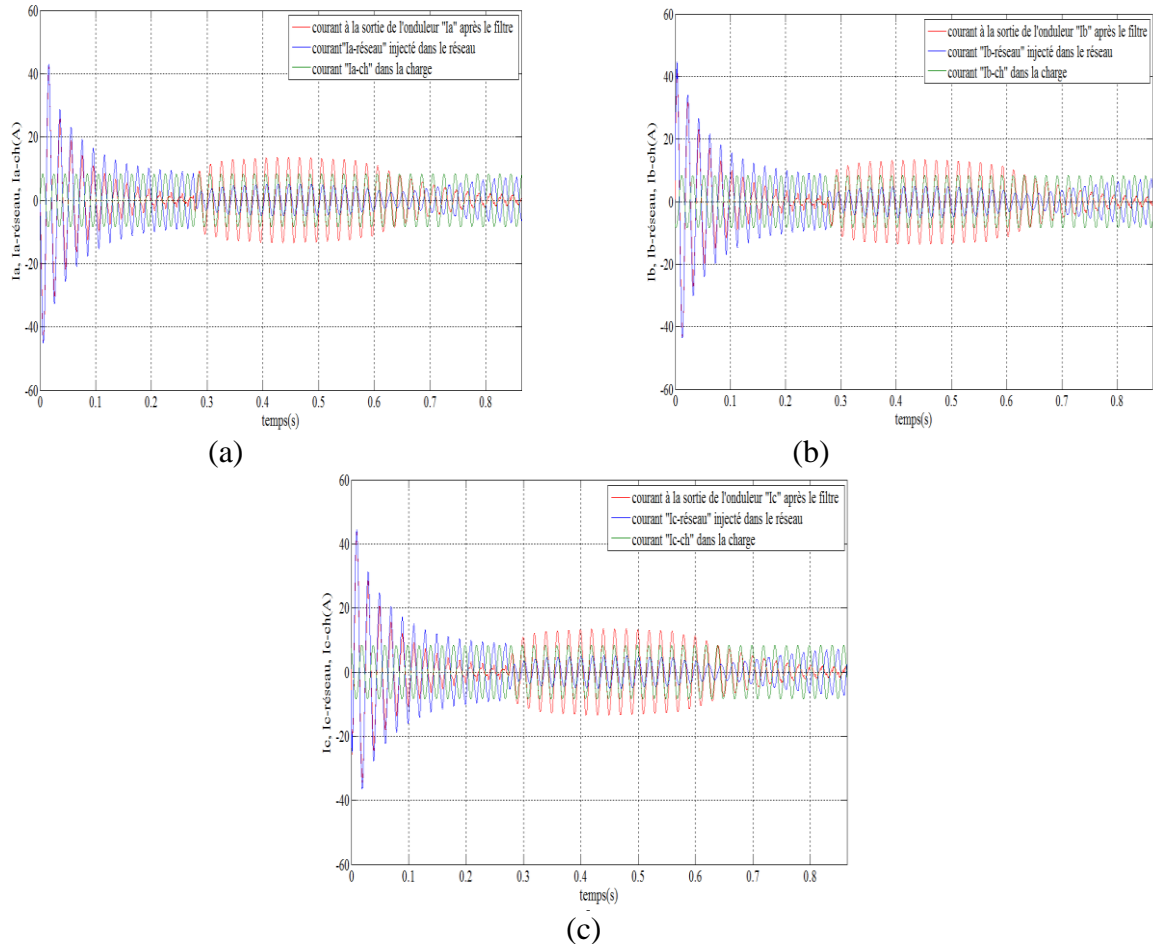 courant à la sortie de l'onduleur "Ia" après le filtre
courant"Ia-réseau" injecté dans le réseau
courant "Ia-ch" dans la charge
Ia, Ia-réseau, Ia-ch(A)
60
40
20
0
-20
-40
-60
0 0.1 0.2 0.3 0.4 0.5 0.6 0.7 0.8
temps(s)
(a)
courant à la sortie de l'onduleur "Ib" après le filtre
courant "Ib-réseau" injecté dans le réseau
courant "Ib-ch" dans la charge
Ib, Ib-réseau, Ib-ch(A)
60
40
20
0
-20
-40
-60
0 0.1 0.2 0.3 0.4 0.5 0.6 0.7 0.8
temps(s)
(b)
courant à la sortie de l'onduleur "Ic" après le filtre
courant "Ic-réseau" injecté dans le réseau
courant "Ic-ch" dans la charge
Ic, Ic-réseau, Ic-ch(A)
60
40
20
0
-20
-40
-60
0 0.1 0.2 0.3 0.4 0.5 0.6 0.7 0.8
temps(s)
(c)